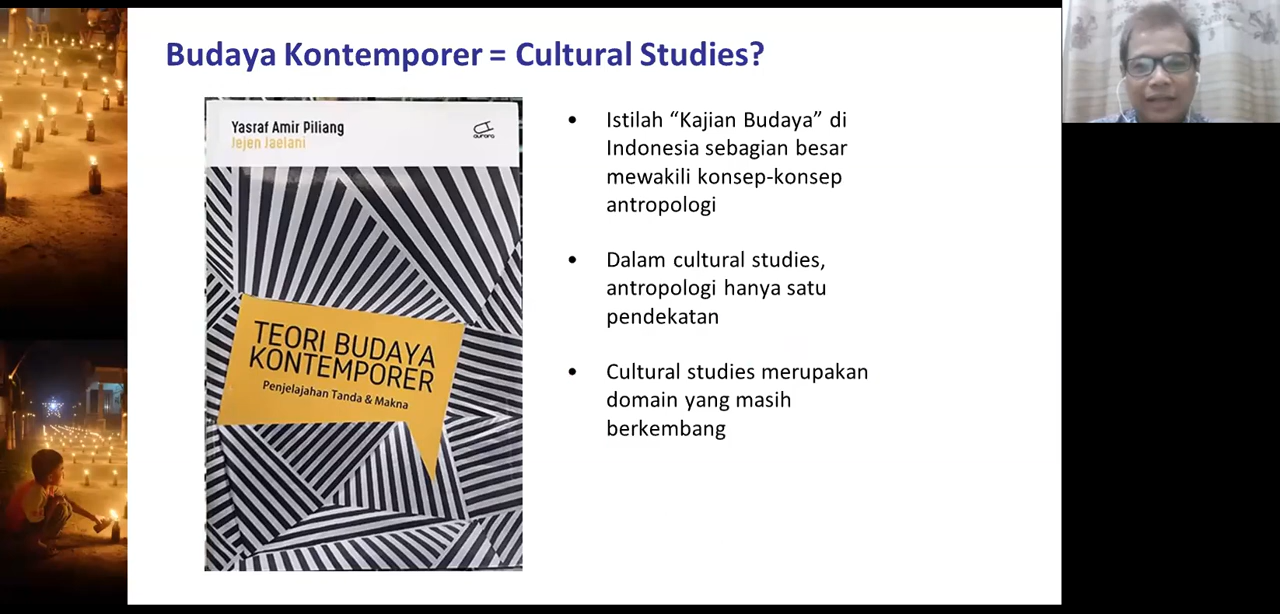 Budaya Kontemporer = Cultural Studies?
Yasraf Amir Piliang
Jejen Jaelani
aurora
TEORI BUDAYA
KONTEMPORER
Penjelajahan Tanda & Makna
• Istilah “Kajian Budaya” di
Indonesia sebagian besar
mewakili konsep-konsep
antropologi
• Dalam cultural studies,
antropologi hanya satu
pendekatan
• Cultural studies merupakan
domain yang masih
berkembang